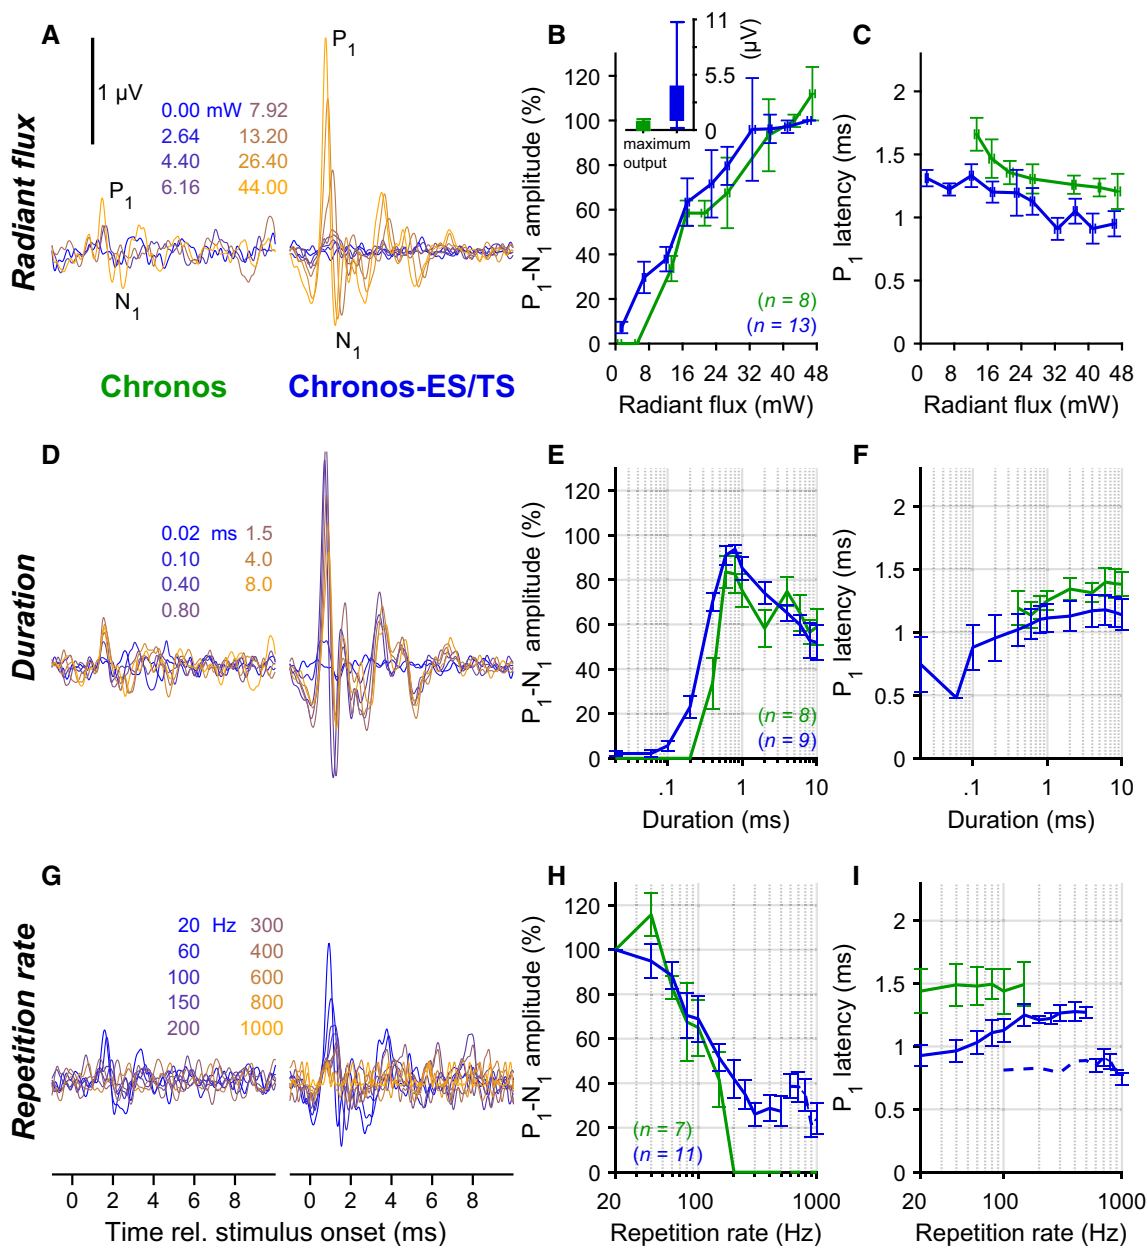 A
P1
1 µV
0.00 mW 7.92
2.64 13.20
4.40 26.40
6.16 44.00
P1
N1
N1
Radiant flux
Chronos
Chronos-ES/TS
B
11
5.5
0
(µV)
maximum
output
P1-N1 amplitude (%)
120
100
80
60
40
20
0
(n = 8)
(n = 13)
0 8 16 24 32 40 48
Radiant flux (mW)
C
P1 latency (ms)
2
1.5
1
0.5
0
0 8 16 24 32 40 48
Radiant flux (mW)
D
Duration
0.02 ms 1.5
0.10 4.0
0.40 8.0
0.80
E
P1-N1 amplitude (%)
120
100
80
60
40
20
0
(n = 8)
(n = 9)
.1 1 10
Duration (ms)
F
P1 latency (ms)
2
1.5
1
0.5
0
.1 1 10
Duration (ms)
G
Repetition rate
20 Hz 300
60 400
100 600
150 800
200 1000
0 2 4 6 8
0 2 4 6 8
Time rel. stimulus onset (ms)
H
P1-N1 amplitude (%)
120
100
80
60
40
20
0
(n = 7)
(n = 11)
20 100 1000
Repetition rate (Hz)
I
P1 latency (ms)
2
1.5
1
0.5
0
20 100 1000
Repetition rate (Hz)